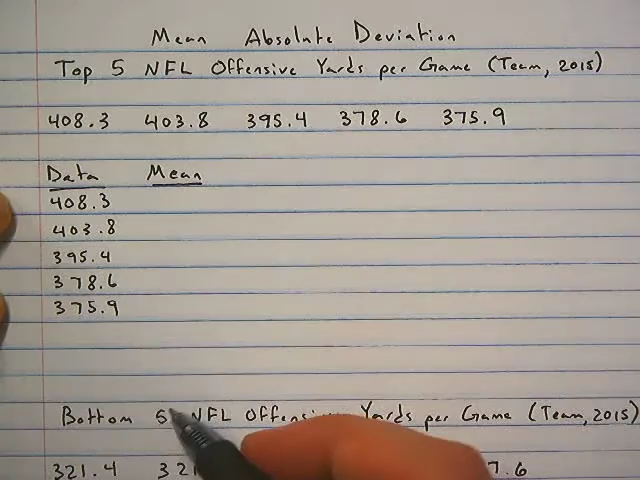 Mean Absolute Deviation
Top 5 NFL Offensive Yards per Game (Team, 2015)
408.3 403.8 395.4 378.6 375.9
Data Mean
408.3
403.8
395.4
378.6
375.9
Bottom 5 NFL Yards per Game (Team, 2015)
321.4